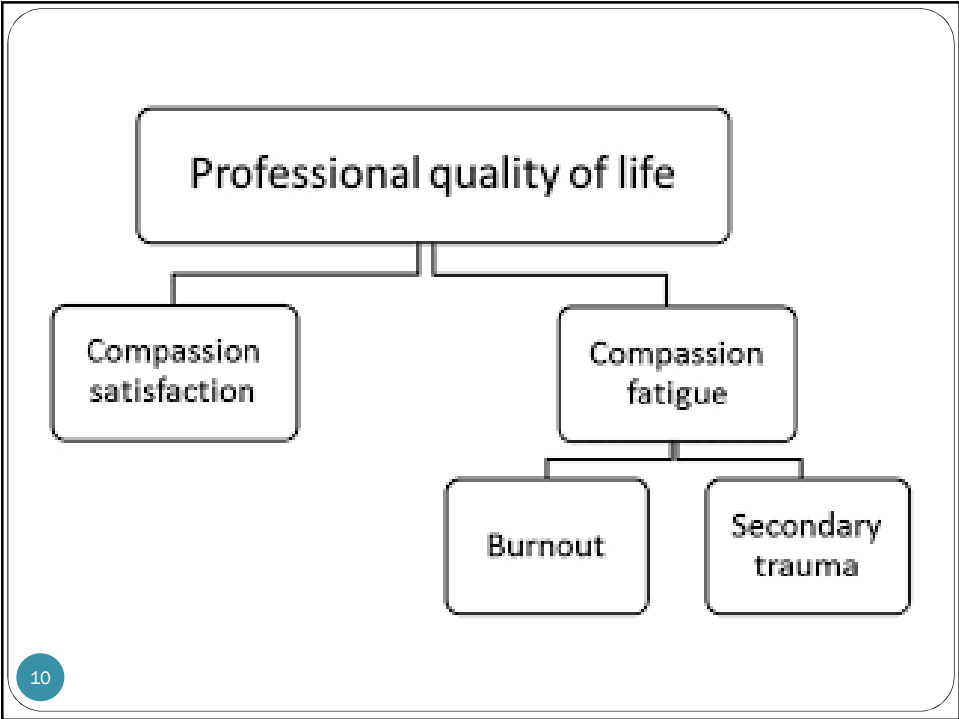 Professional quality of life
Compassion
satisfaction
Compassion
fatigue
Burnout
Secondary
trauma
10